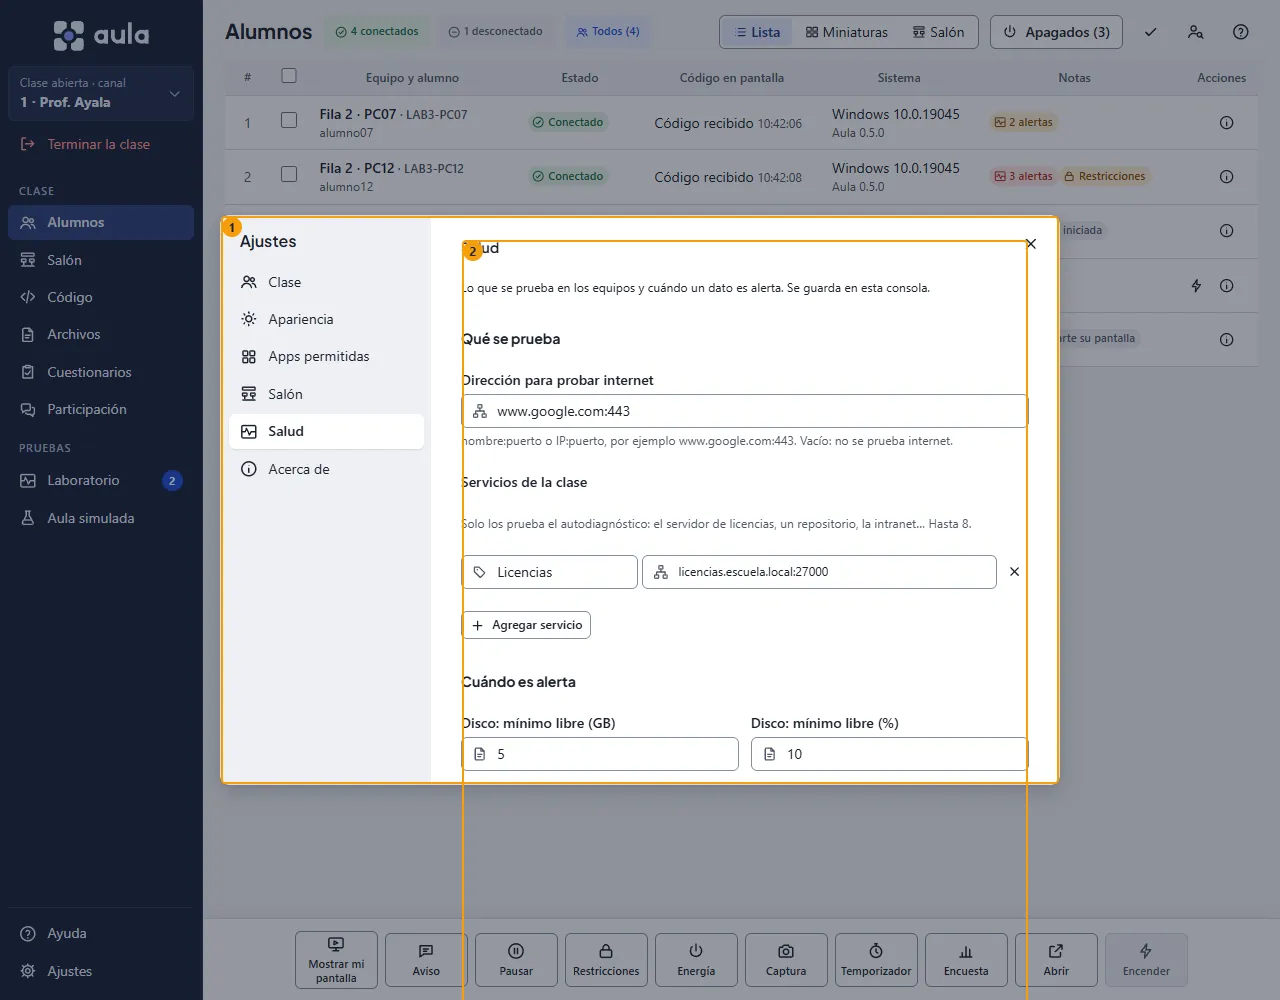 aula
Clase abierta · canal
1 · Prof. Ayala
Terminar la clase
CLASE
Alumnos
Salón
Código
Archivos
Cuestionarios
Participación
PRUEBAS
Laboratorio
2
Aula simulada
Ayuda
Ajustes
Alumnos
4 conectados
1 desconectado
Todos (4)
Lista
Miniaturas
Salón
Apagados (3)
#
Equipo y alumno
Estado
Código en pantalla
Sistema
Notas
Acciones
1
Fila 2 · PC07 · LAB3-PC07
alumno07
Conectado
Código recibido 10:42:06
Windows 10.0.19045
Aula 0.5.0
2 alertas
2
Fila 2 · PC12 · LAB3-PC12
alumno12
Conectado
Código recibido 10:42:08
Windows 10.0.19045
Aula 0.5.0
3 alertas
Restricciones
iniciada
rte su pantalla
1
Ajustes
Clase
Apariencia
Apps permitidas
Salón
Salud
Acerca de
2
ud
Lo que se prueba en los equipos y cuándo un dato es alerta. Se guarda en esta consola.
Qué se prueba
Dirección para probar internet
www.google.com:443
nombre:puerto o IP:puerto, por ejemplo www.google.com:443. Vacío: no se prueba internet.
Servicios de la clase
Solo los prueba el autodiagnóstico: el servidor de licencias, un repositorio, la intranet... Hasta 8.
Licencias
licencias.escuela.local:27000
Agregar servicio
Cuándo es alerta
Disco: mínimo libre (GB)
Disco: mínimo libre (%)
5
10
Mostrar mi
pantalla
Aviso
Pausar
Restricciones
Energía
Captura
Temporizador
Encuesta
Abrir
Encender